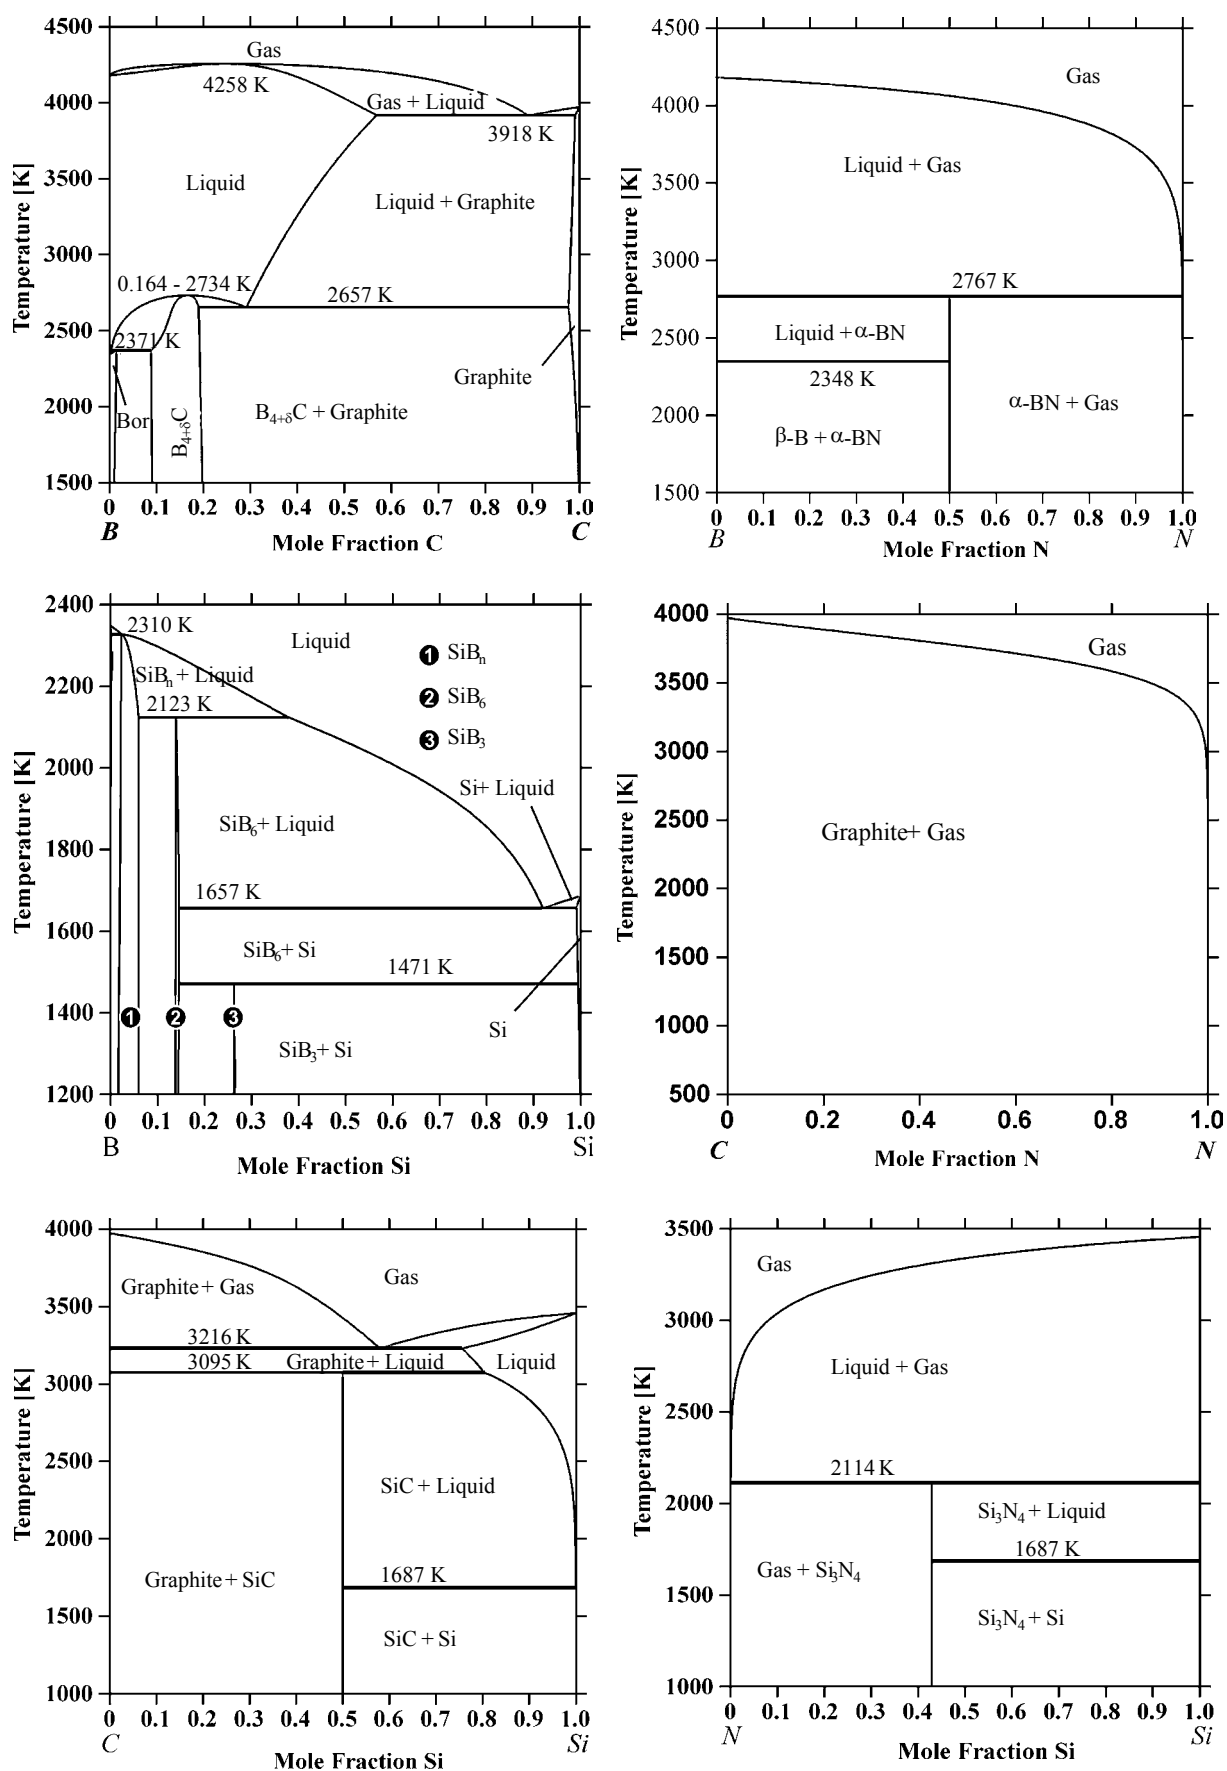 4500
4000
3500
3000
2500
2000
1500
Temperature [K]
Gas
4258 K
Gas + Liquid
3918 K
Liquid
Liquid + Graphite
0.164 - 2734 K
2657 K
2371 K
Graphite
Bor
B4+δC
B4+δC + Graphite
0 0.1 0.2 0.3 0.4 0.5 0.6 0.7 0.8 0.9 1.0
B C
Mole Fraction C
4500
4000
3500
3000
2500
2000
1500
Temperature [K]
Gas
Liquid + Gas
2767 K
Liquid + α-BN
2348 K
α-BN + Gas
β-B + α-BN
0 0.1 0.2 0.3 0.4 0.5 0.6 0.7 0.8 0.9 1.0
B N
Mole Fraction N
2400
2200
2000
1800
1600
1400
1200
Temperature [K]
2310 K
Liquid
1 SiBn
SiBn + Liquid
2 SiB6
2123 K
3 SiB3
Si+ Liquid
SiB6+ Liquid
1657 K
SiB6+ Si
1471 K
1 2 3
Si
SiB3+ Si
0 0.1 0.2 0.3 0.4 0.5 0.6 0.7 0.8 0.9 1.0
B Si
Mole Fraction Si
4000
3500
3000
2500
2000
1500
1000
500
Temperature [K]
Gas
Graphite+ Gas
0 0.2 0.4 0.6 0.8 1.0
C N
Mole Fraction N
4000
3500
3000
2500
2000
1500
1000
Temperature [K]
Graphite + Gas
Gas
3216 K
3095 K
Graphite + Liquid
Liquid
SiC + Liquid
1687 K
Graphite + SiC
SiC + Si
0 0.1 0.2 0.3 0.4 0.5 0.6 0.7 0.8 0.9 1.0
C Si
Mole Fraction Si
3500
3000
2500
2000
1500
1000
Temperature [K]
Gas
Liquid + Gas
2114 K
Si3N4 + Liquid
1687 K
Gas + Si3N4
Si3N4 + Si
0 0.1 0.2 0.3 0.4 0.5 0.6 0.7 0.8 0.9 1.0
N Si
Mole Fraction Si